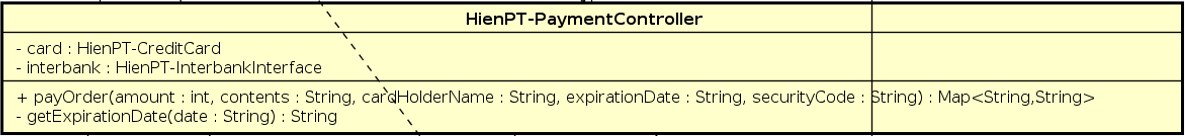 HienPT-PaymentController
- card : HienPT-CreditCard
- interbank : HienPT-InterbankInterface
+ payOrder(amount : int, contents : String, cardHolderName : String, expirationDate : String, securityCode : String) : Map<String,String>
- getExpirationDate(date : String) : String